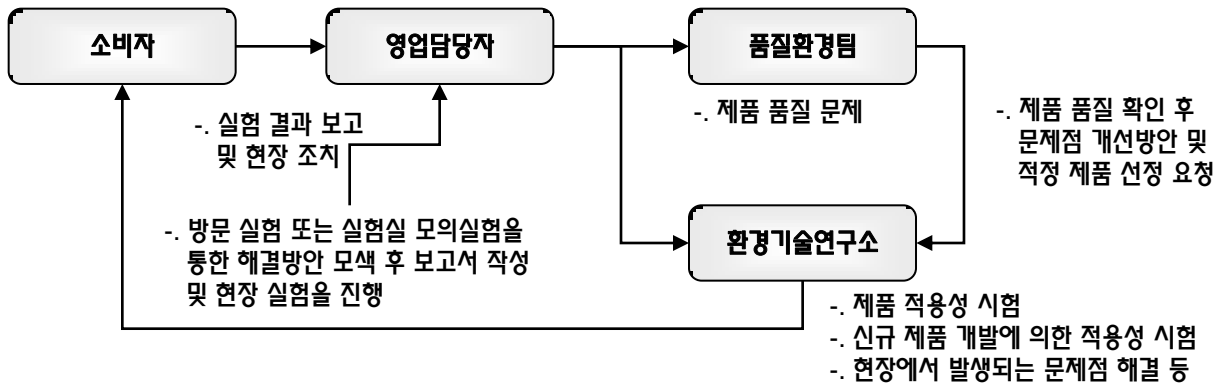 소비자
영업담당자
품질환경팀
-. 실험 결과 보고
및 현장 조치
-. 제품 품질 문제
-. 제품 품질 확인 후
문제점 개선방안 및
적정 제품 선정 요청
-. 방문 실험 또는 실험실 모의실험을
통한 해결방안 모색 후 보고서 작성
및 현장 실험을 진행
환경기술연구소
-. 제품 적용성 시험
-. 신규 제품 개발에 의한 적용성 시험
-. 현장에서 발생되는 문제점 해결 등